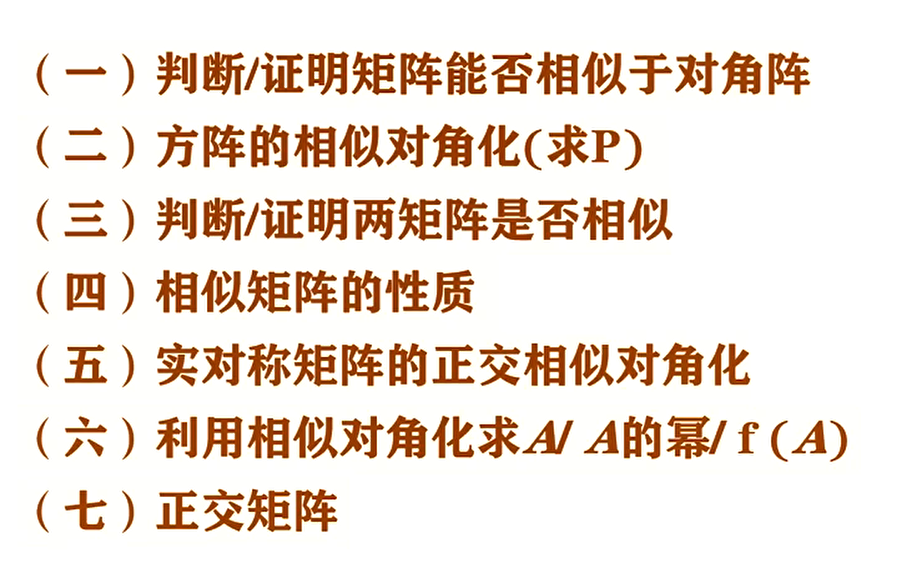 （一）判断/证明矩阵能否相似于对角阵
（二）方阵的相似对角化(求P)
（三）判断/证明两矩阵是否相似
（四）相似矩阵的性质
（五）实对称矩阵的正交相似对角化
（六）利用相似对角化求A/ A的幂/ f (A)
（七）正交矩阵